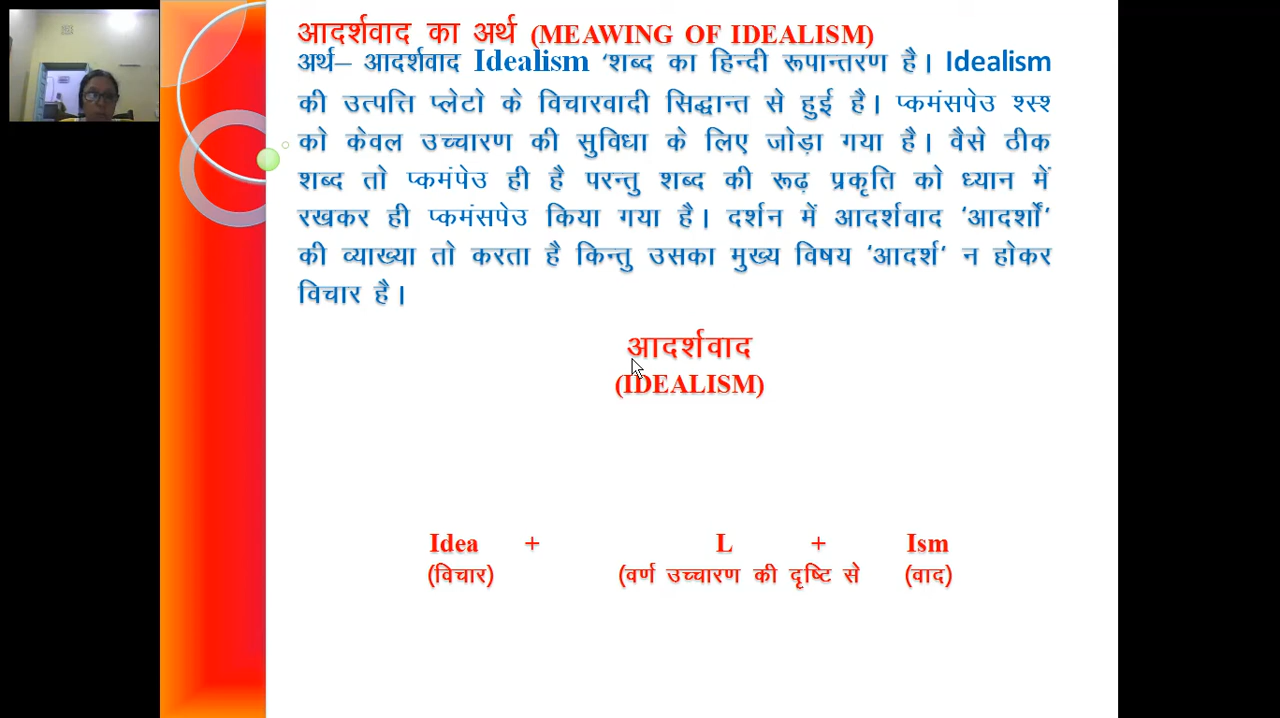 आदर्शवाद का अर्थ (MEAWING OF IDEALISM)
अर्थ– आदर्शवाद Idealism ‘शब्द का हिन्दी रूपान्तरण है। Idealism
की उत्पत्ति प्लेटो के विचारवादी सिद्धान्त से हुई है। प्कमंसपेउ श्स्श्
को केवल उच्चारण की सुविधा के लिए जोड़ा गया है। वैसे ठीक
शब्द तो प्कमंपेउ ही है परन्तु शब्द की रूढ़ प्रकृति को ध्यान में
रखकर ही प्कमंसपेउ किया गया है। दर्शन में आदर्शवाद ‘आदर्शों’
की व्याख्या तो करता है किन्तु उसका मुख्य विषय ‘आदर्श’ न होकर
विचार है।
आदर्शवाद
(IDEALISM)
Idea + L + Ism
(विचार) (वर्ण उच्चारण की दृष्टि से (वाद)